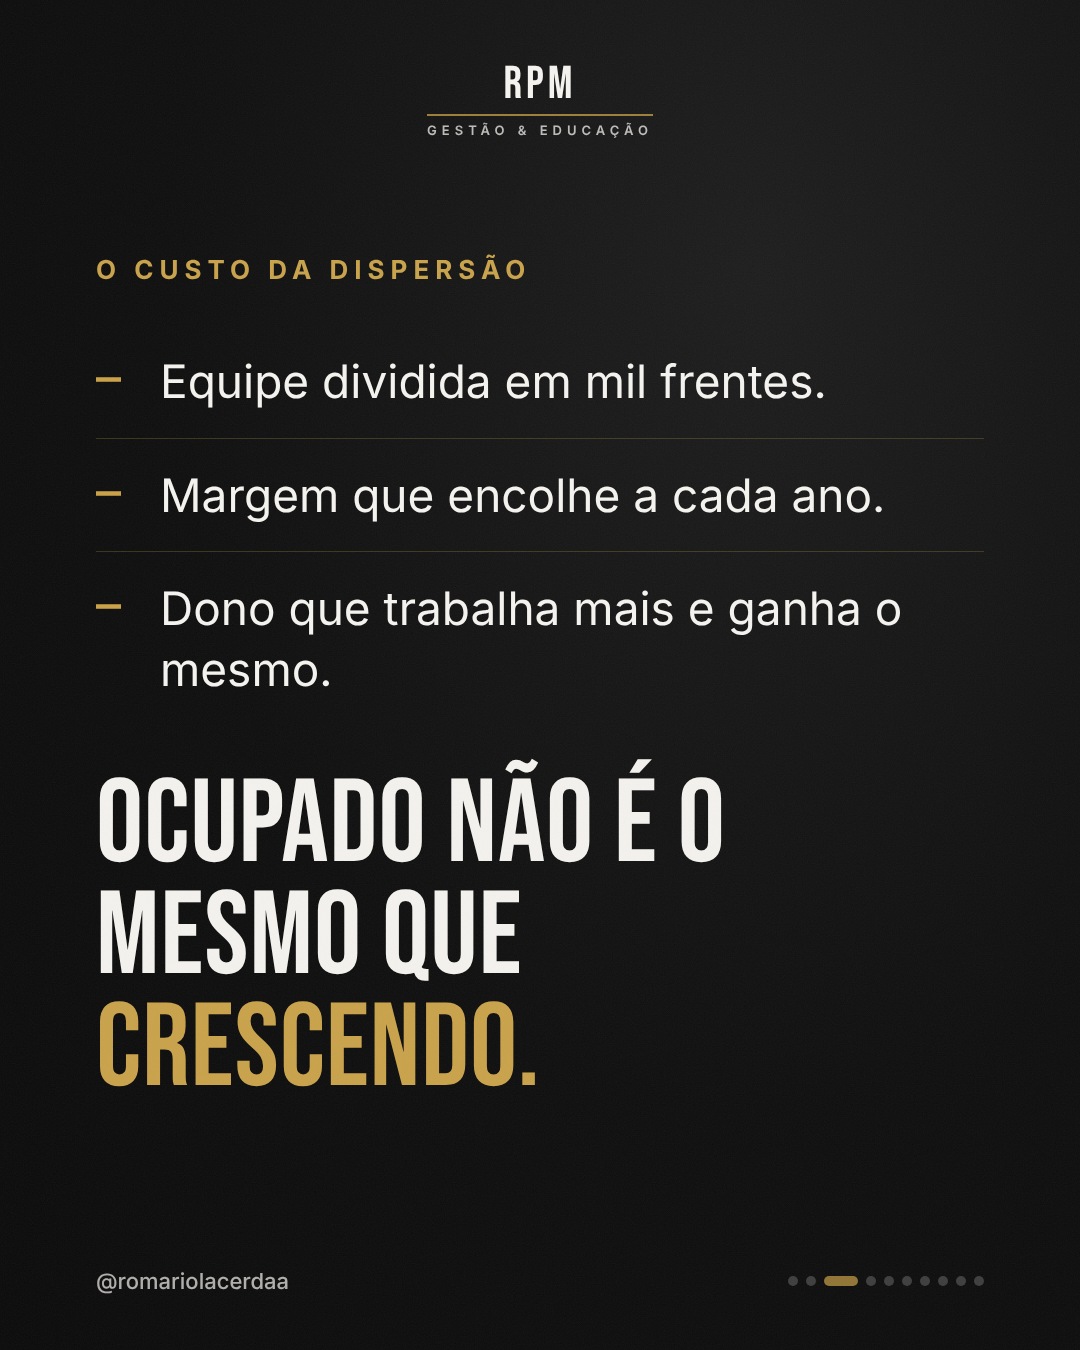 RPM
GESTÃO & EDUCAÇÃO
O CUSTO DA DISPERSÃO
– Equipe dividida em mil frentes.
– Margem que encolhe a cada ano.
– Dono que trabalha mais e ganha o
mesmo.
OCUPADO NÃO É O
MESMO QUE
CRESCENDO.
@romariolacerdaa